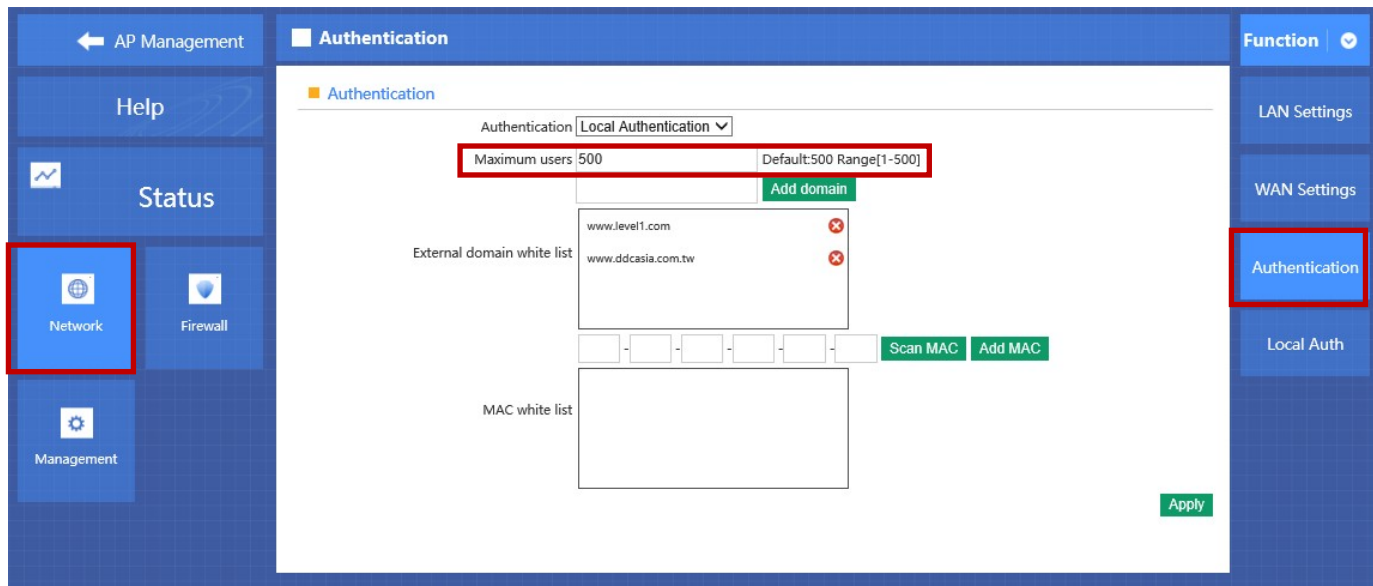 AP Management
Help
Status
Network
Firewall
Management
Authentication
Authentication
Authentication Local Authentication
Maximum users 500 Default:500 Range[1-500]
Add domain
External domain white list
www.level1.com
www.ddcasia.com.tw
- - - - - Scan MAC Add MAC
MAC white list
Apply
Function
LAN Settings
WAN Settings
Authentication
Local Auth